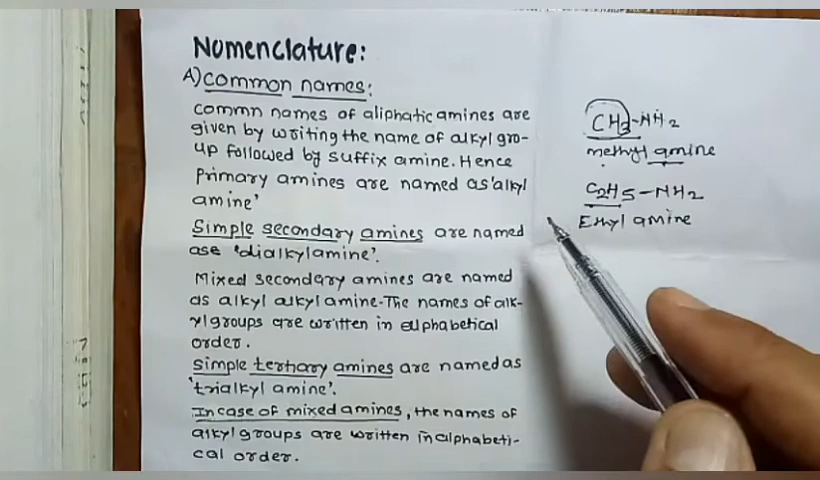 Nomenclature:
A) common names:
commn names of aliphatic amines are
given by writing the name of alkyl gro-
up followed by suffix amine. Hence
Primary amines are named as 'alkyl
amine'
Simple secondary amines are named
ase 'dialkylamine'.
Mixed secondary amines are named
as alkyl alkyl amine. The names of alk-
yl groups are written in alphabetical
order.
Simple tertiary amines are named as
'trialkyl amine'.
In case of mixed amines, the names of
alkyl groups are written in alphabeti-
cal order.
CH3-NH2
methyl amine
C2H5-NH2
Ethyl amine